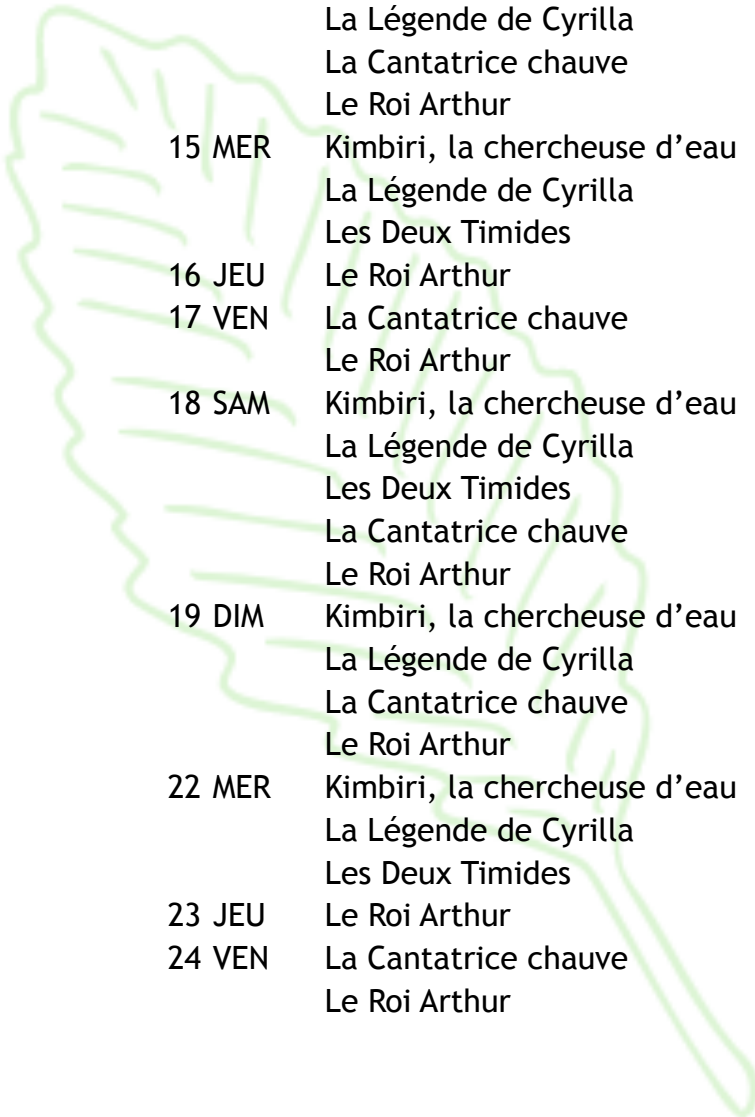 La Légende de Cyrilla
La Cantatrice chauve
Le Roi Arthur
15 MER Kimbiri, la chercheuse d’eau
La Légende de Cyrilla
Les Deux Timides
16 JEU Le Roi Arthur
17 VEN La Cantatrice chauve
Le Roi Arthur
18 SAM Kimbiri, la chercheuse d’eau
La Légende de Cyrilla
Les Deux Timides
La Cantatrice chauve
Le Roi Arthur
19 DIM Kimbiri, la chercheuse d’eau
La Légende de Cyrilla
La Cantatrice chauve
Le Roi Arthur
22 MER Kimbiri, la chercheuse d’eau
La Légende de Cyrilla
Les Deux Timides
23 JEU Le Roi Arthur
24 VEN La Cantatrice chauve
Le Roi Arthur